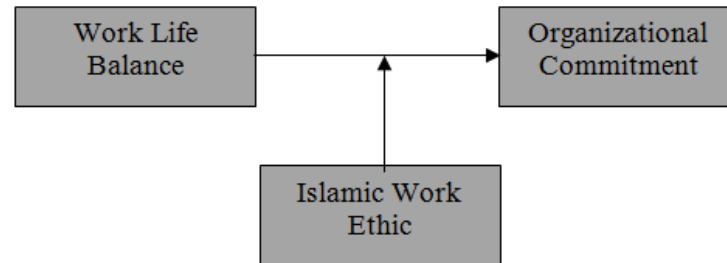 Work Life
Balance
Organizational
Commitment
Islamic Work
Ethic